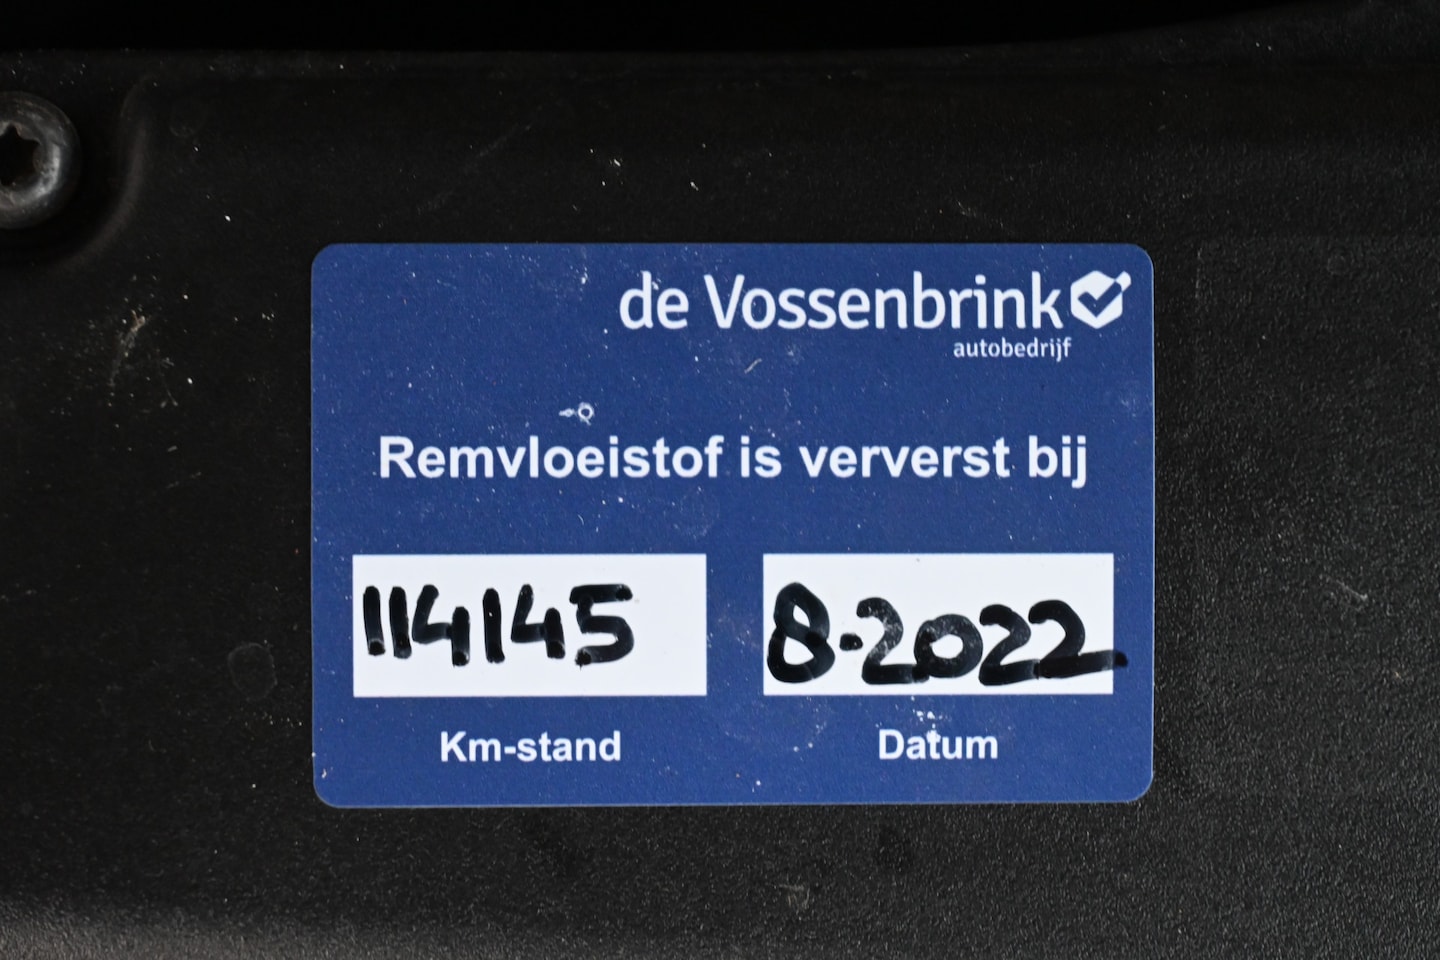 de Vossenbrink
autobedrijf
Remvloeistof is ververst bij
114145 8-2022
Km-stand Datum